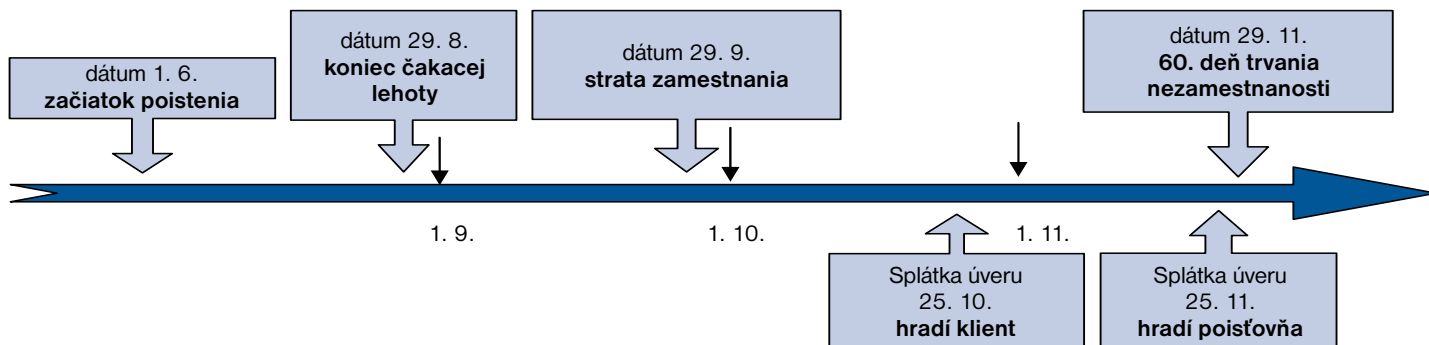 dátum 1. 6.
začiatok poistenia
dátum 29. 8.
koniec čakacej
lehoty
dátum 29. 9.
strata zamestnania
dátum 29. 11.
60. deň trvania
nezamestnanosti
1. 9.
1. 10.
1. 11.
Splátka úveru
25. 10.
hradí klient
Splátka úveru
25. 11.
hradí poisťovňa